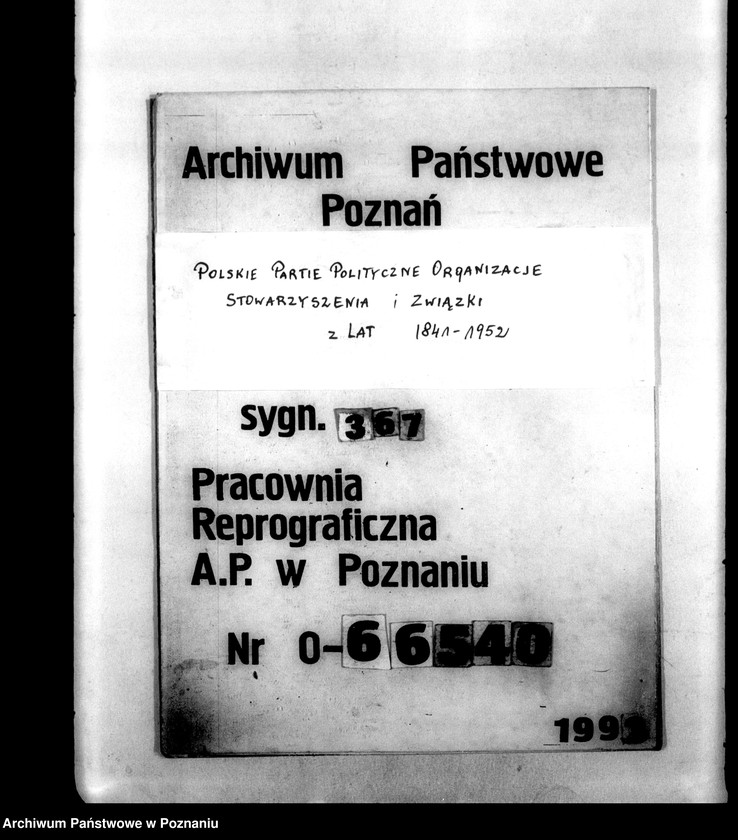 Archiwum Państwowe
Poznań
POLSKIE PARTIE POLITYCZNE ORGANIZACJE
STOWARZYSZENIA i ZWIĄZKI
z LAT 1841-1952
sygn. 367
Pracownia
Reprograficzna
A.P. w Poznaniu
Nr O-66540
1993
Archiwum Państwowe w Poznaniu